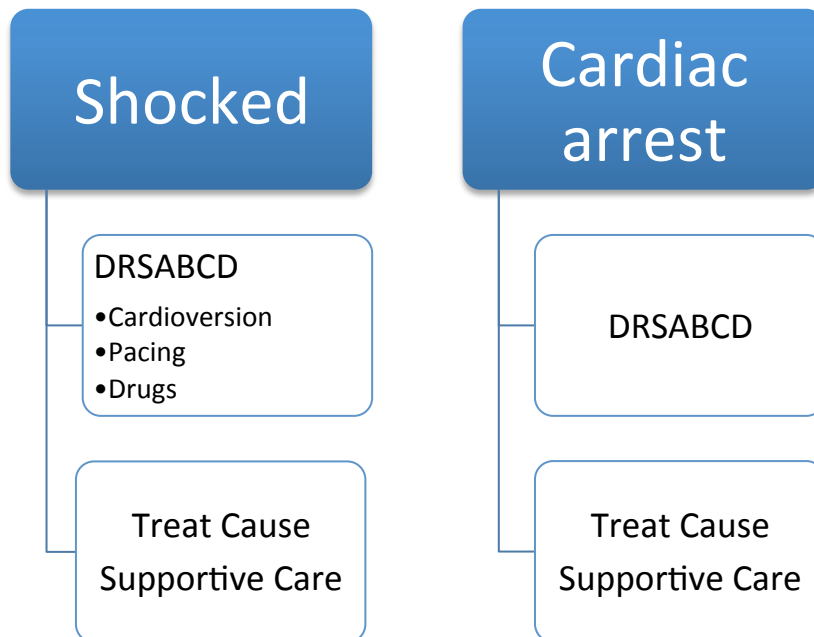 Shocked
DRSABCD
•Cardioversion
•Pacing
•Drugs
Treat Cause
Supportive Care
Cardiac
arrest
DRSABCD
Treat Cause
Supportive Care